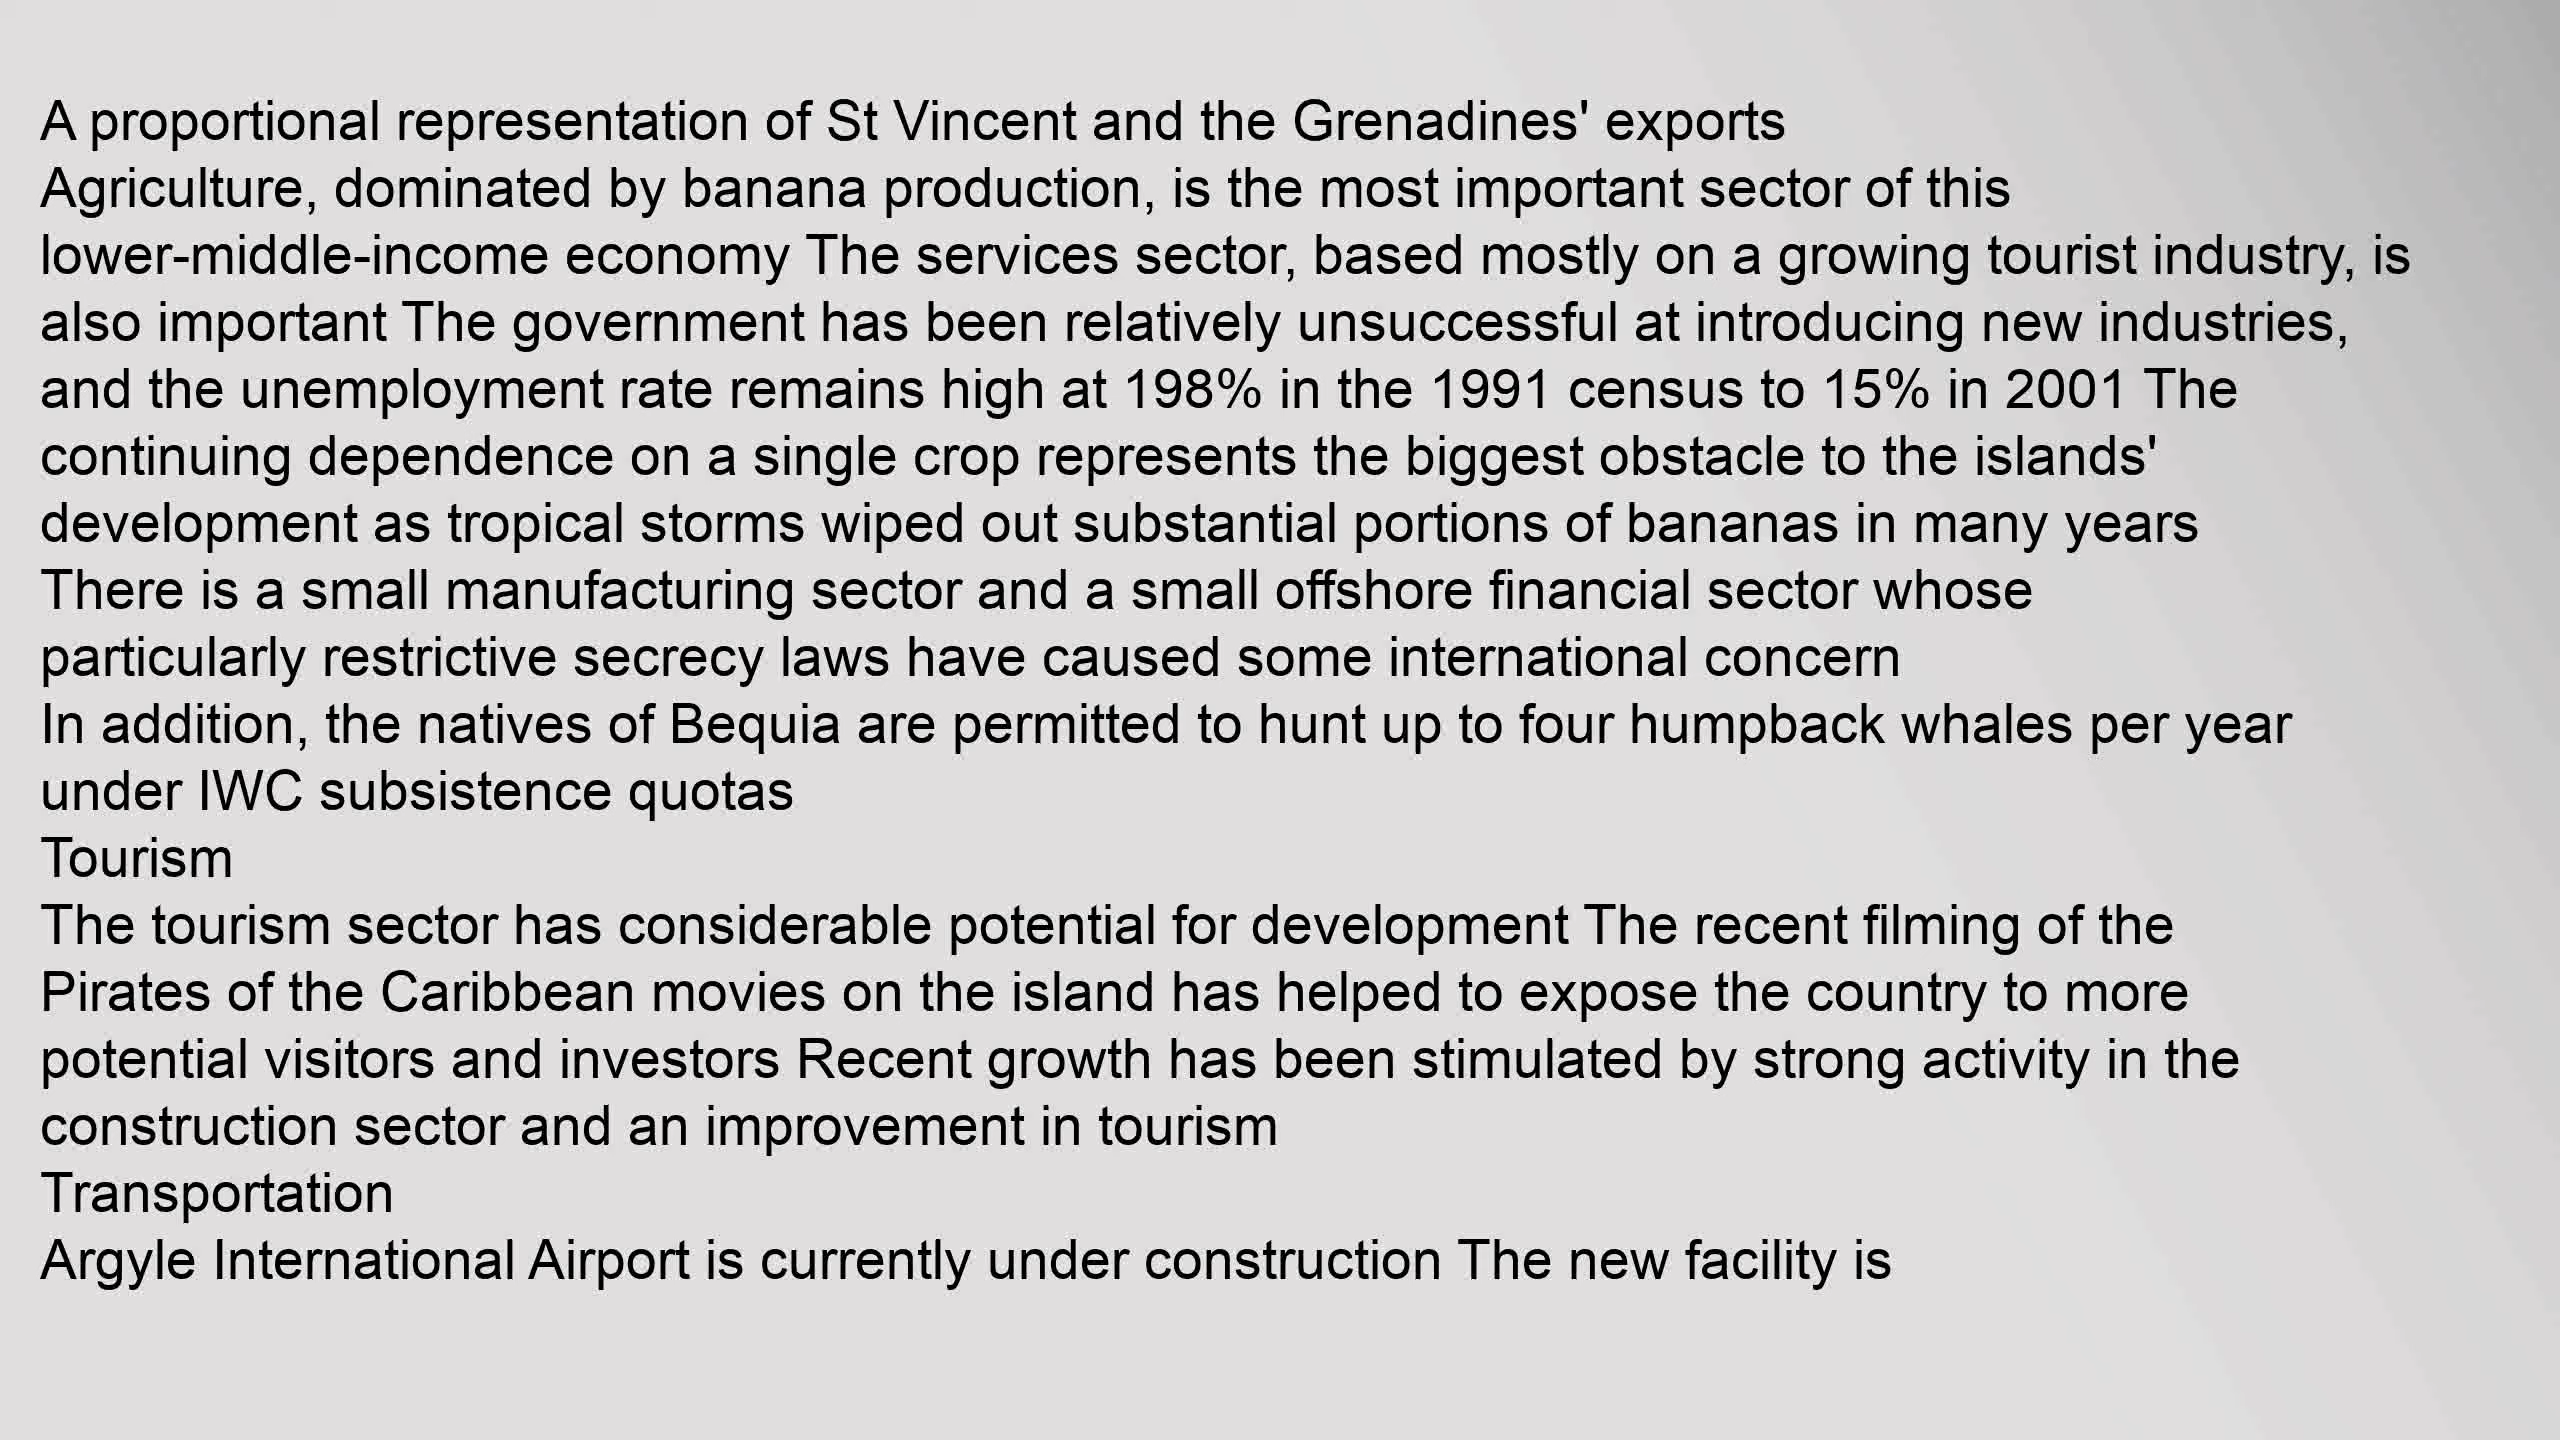 A proportional representation of St Vincent and the Grenadines' exports
Agriculture, dominated by banana production, is the most important sector of this
lower-middle-income economy The services sector, based mostly on a growing tourist industry, is
also important The government has been relatively unsuccessful at introducing new industries,
and the unemployment rate remains high at 198% in the 1991 census to 15% in 2001 The
continuing dependence on a single crop represents the biggest obstacle to the islands'
development as tropical storms wiped out substantial portions of bananas in many years
There is a small manufacturing sector and a small offshore financial sector whose
particularly restrictive secrecy laws have caused some international concern
In addition, the natives of Bequia are permitted to hunt up to four humpback whales per year
under IWC subsistence quotas
Tourism
The tourism sector has considerable potential for development The recent filming of the
Pirates of the Caribbean movies on the island has helped to expose the country to more
potential visitors and investors Recent growth has been stimulated by strong activity in the
construction sector and an improvement in tourism
Transportation
Argyle International Airport is currently under construction The new facility is